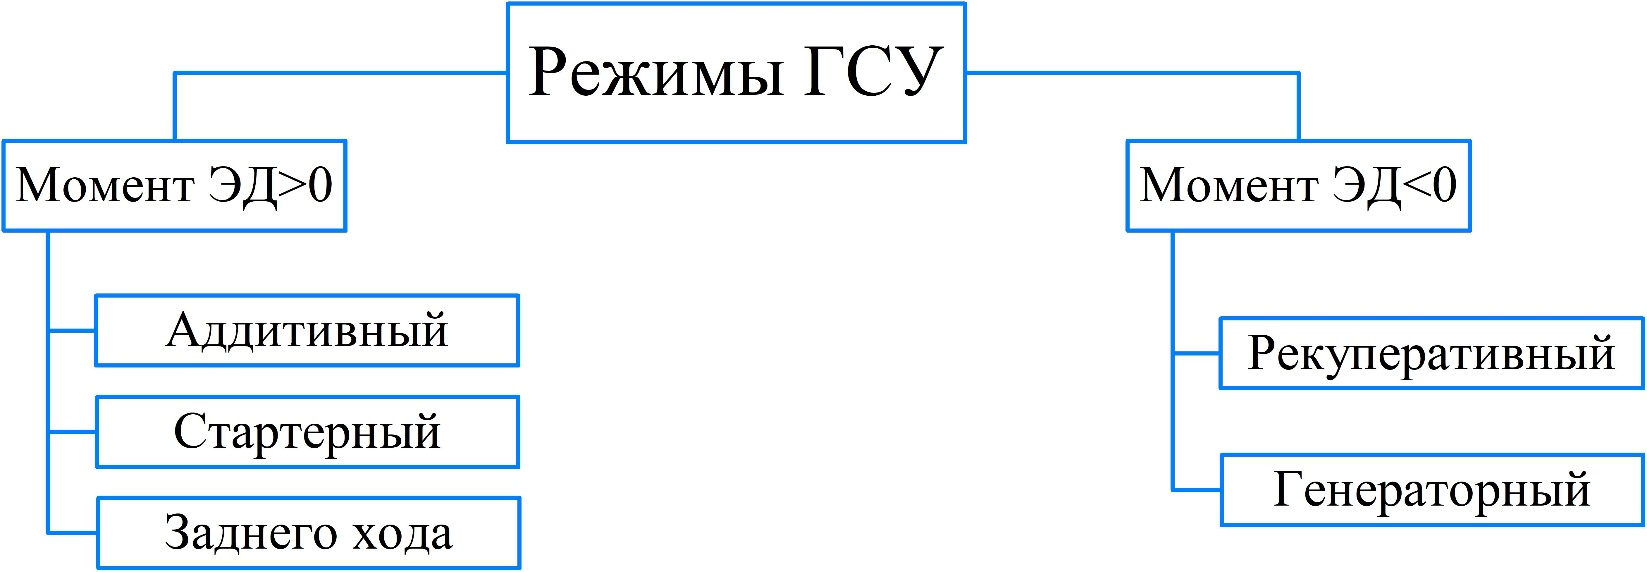 Режимы ГСУ
Момент ЭД>0
Аддитивный
Стартерный
Заднего хода
Момент ЭД<0
Рекуперативный
Генераторный